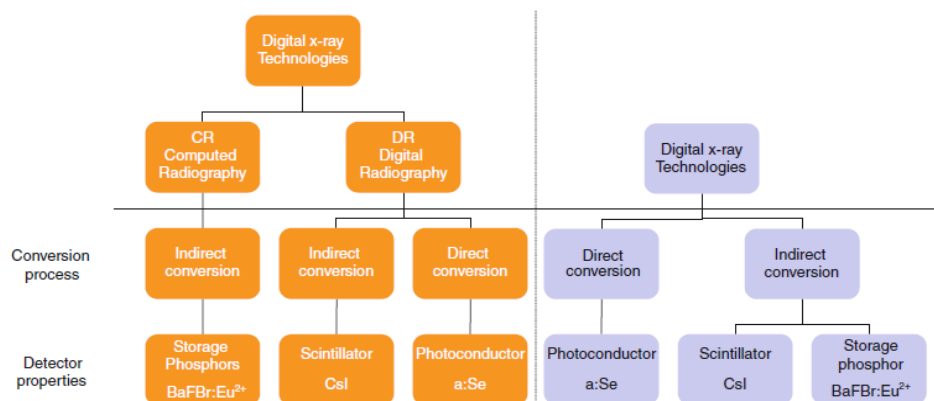 Digital x-ray
Technologies
CR
Computed
Radiography
DR
Digital
Radiography
Digital x-ray
Technologies
Conversion
process
Indirect
conversion
Indirect
conversion
Direct
conversion
Direct
conversion
Indirect
conversion
Detector
properties
Storage
Phosphors
BaFBr:Eu²⁺
Scintillator
CsI
Photoconductor
a:Se
Photoconductor
a:Se
Scintillator
CsI
Storage
phosphor
BaFBr:Eu²⁺